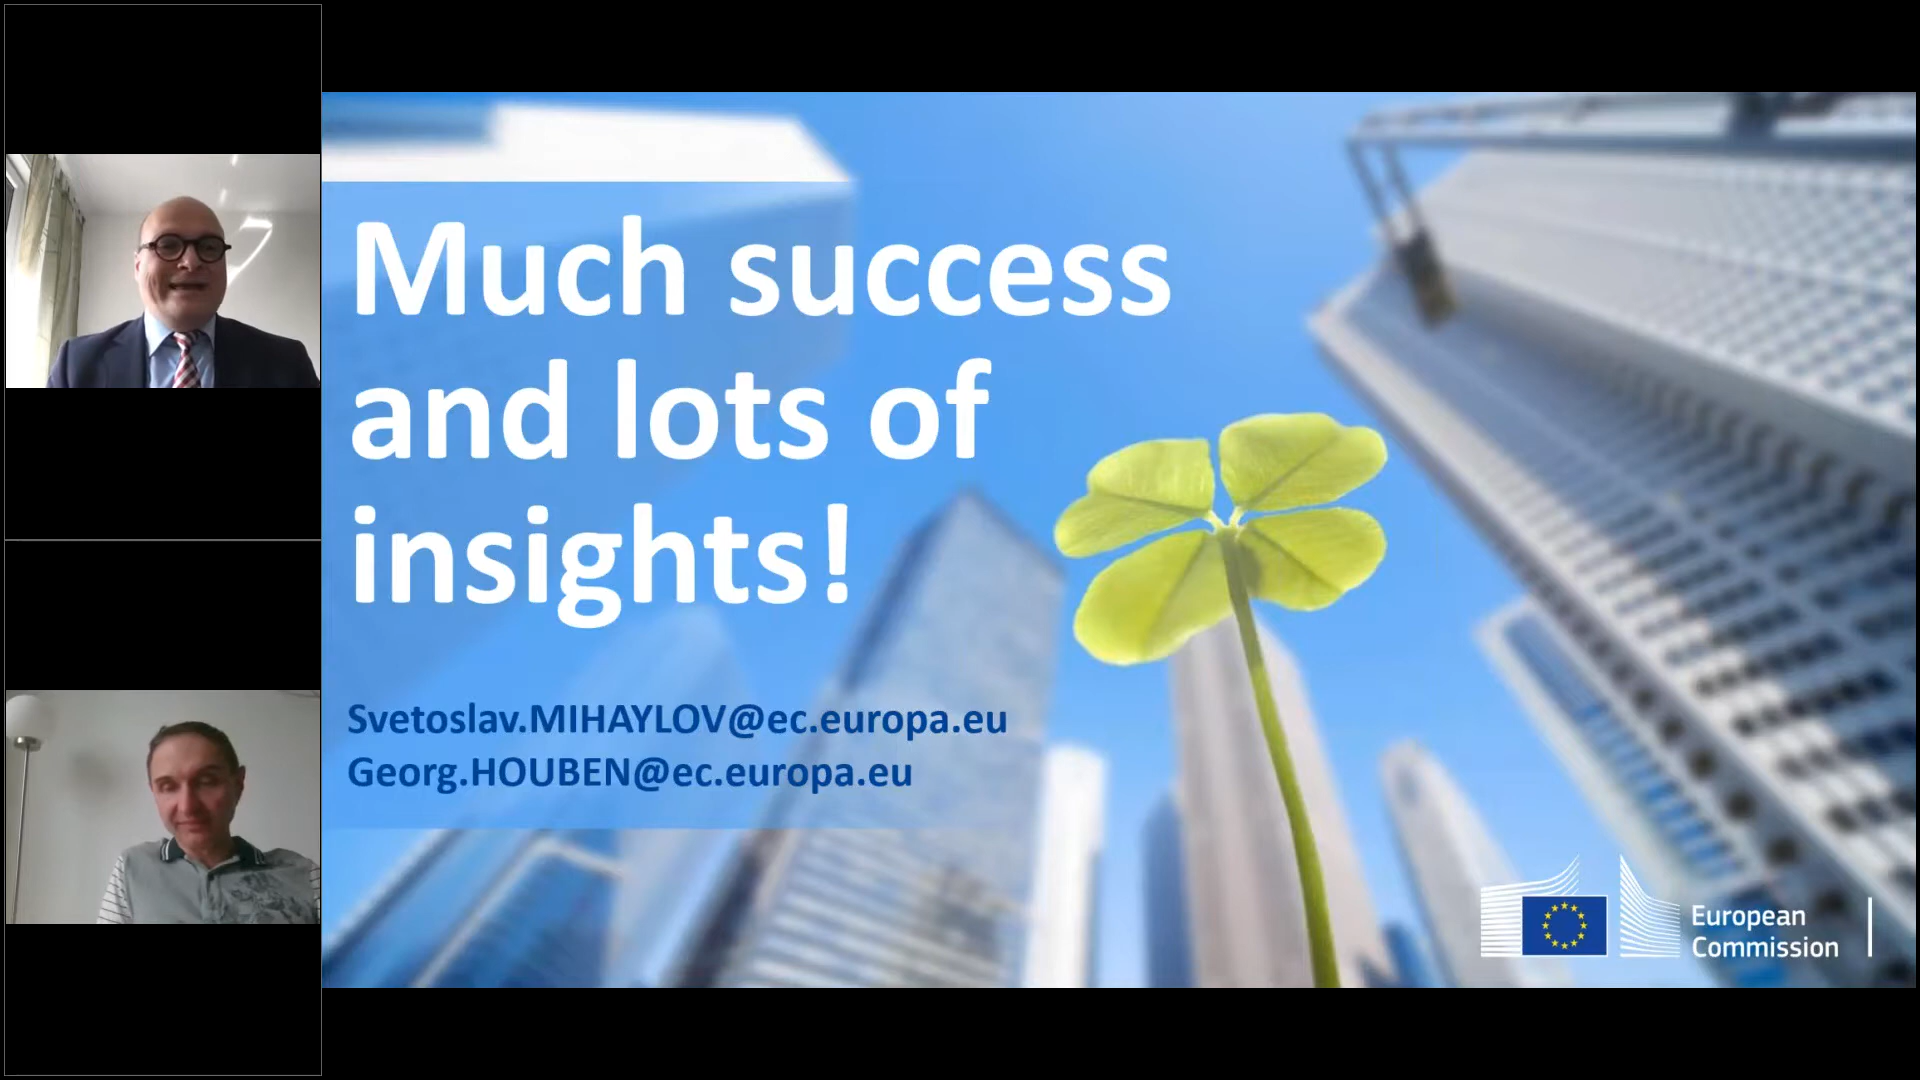 Much success
and lots of
insights!
Svetoslav.MIHAYLOV@ec.europa.eu
Georg.HOUBEN@ec.europa.eu
European
Commission